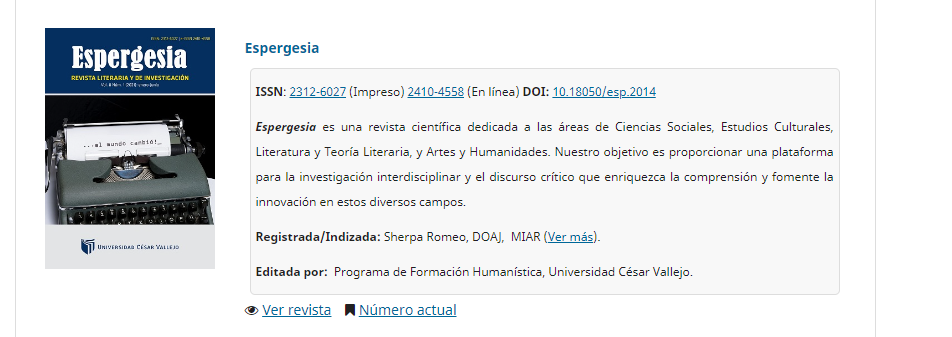 Espergesia
REVISTA LITERARIA Y DE INVESTIGACIÓN
...el mundo cambió!
UNIVERSIDAD CÉSAR VALLEJO
Espergesia
ISSN: 2312-6027 (Impreso) 2410-4558 (En línea) DOI: 10.18050/esp.2014
Espergesia es una revista científica dedicada a las áreas de Ciencias Sociales, Estudios Culturales,
Literatura y Teoría Literaria, y Artes y Humanidades. Nuestro objetivo es proporcionar una plataforma
para la investigación interdisciplinar y el discurso crítico que enriquezca la comprensión y fomente la
innovación en estos diversos campos.
Registrada/Indizada: Sherpa Romeo, DOAJ, MIAR (Ver más).
Editada por: Programa de Formación Humanística, Universidad César Vallejo.
Ver revista Número actual